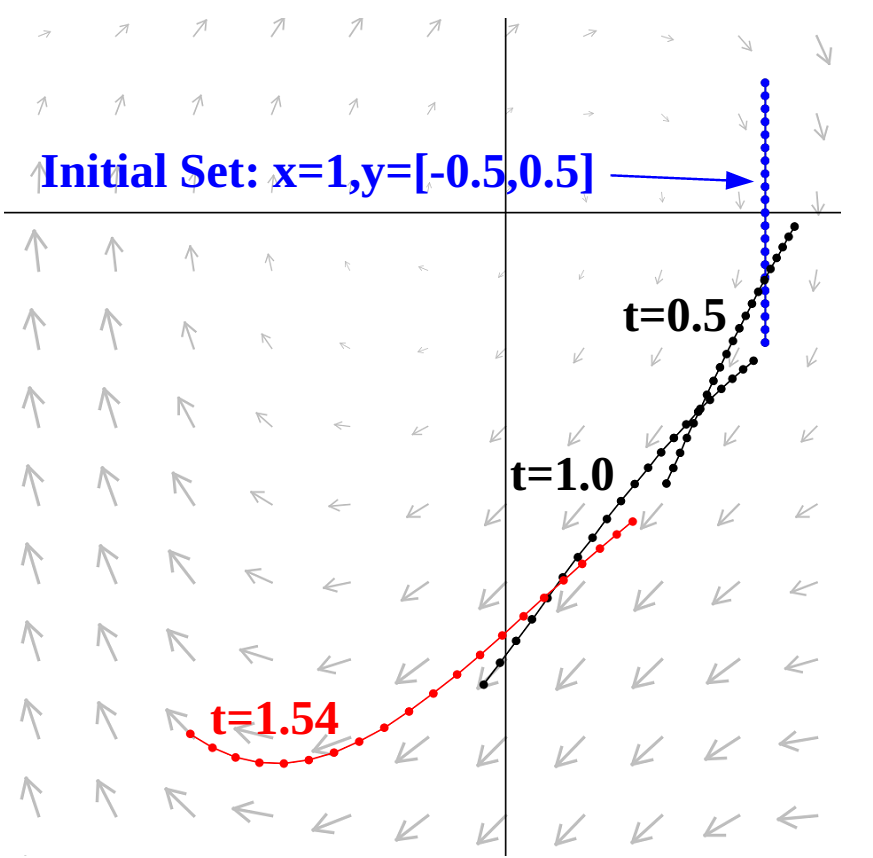 Initial Set: x=1,y=[-0.5,0.5]
t=0.5
t=1.0
t=1.54